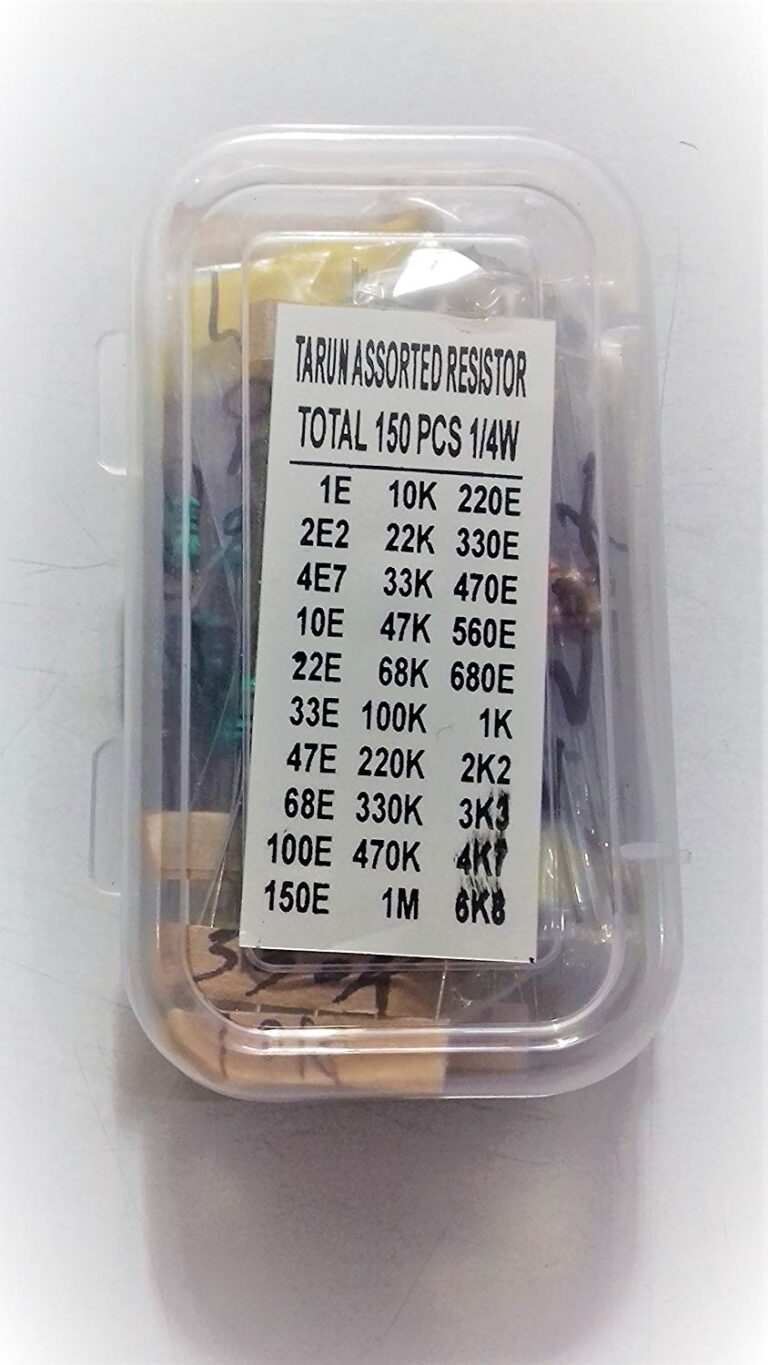 TARUN ASSORTED RESISTOR
TOTAL 150 PCS 1/4W
1E 10K 220E
2E2 22K 330E
4E7 33K 470E
10E 47K 560E
22E 68K 680E
33E 100K 1K
47E 220K 2K2
68E 330K 3K3
100E 470K 4K7
150E 1M 6K8